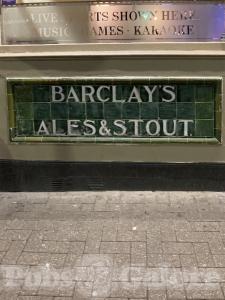 LIVE SPORTS SHOWN HERE
MUSIC GAMES · KARAOKE
BARCLAY'S
ALES & STOUT
Pubs Galore